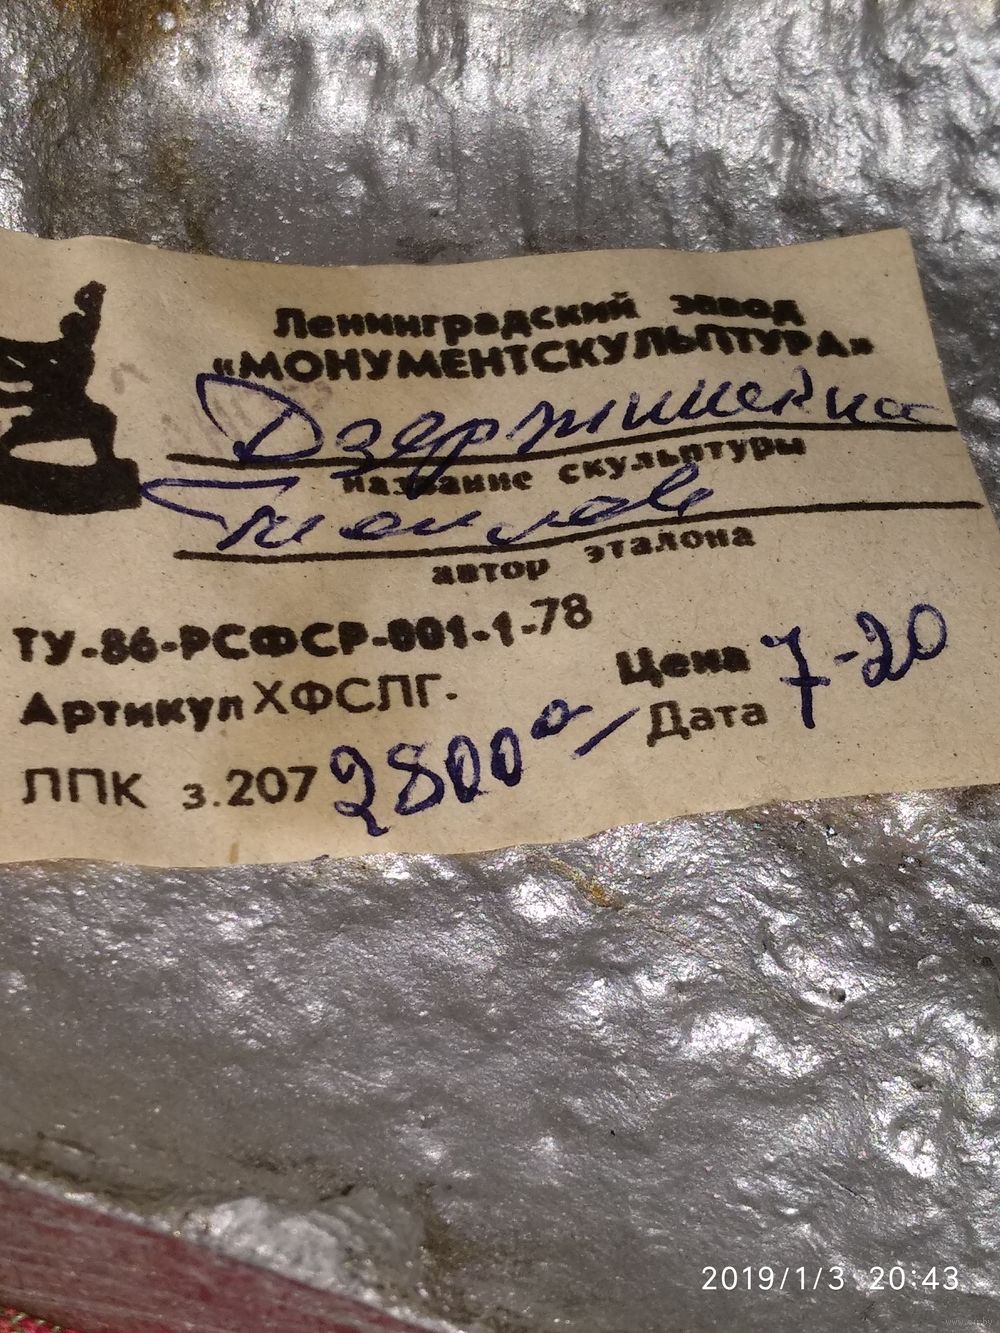 Ленинградский завод
«МОНУМЕНТСКУЛЬПТУРА»
Дзержинский
название скульптуры
автор эталона
ТУ-86-РСФСР-001-1-78
Цена 7-20
Артикул ХФСЛГ.
Дата
ЛПК з.207 2800
2019/1/3 20:43